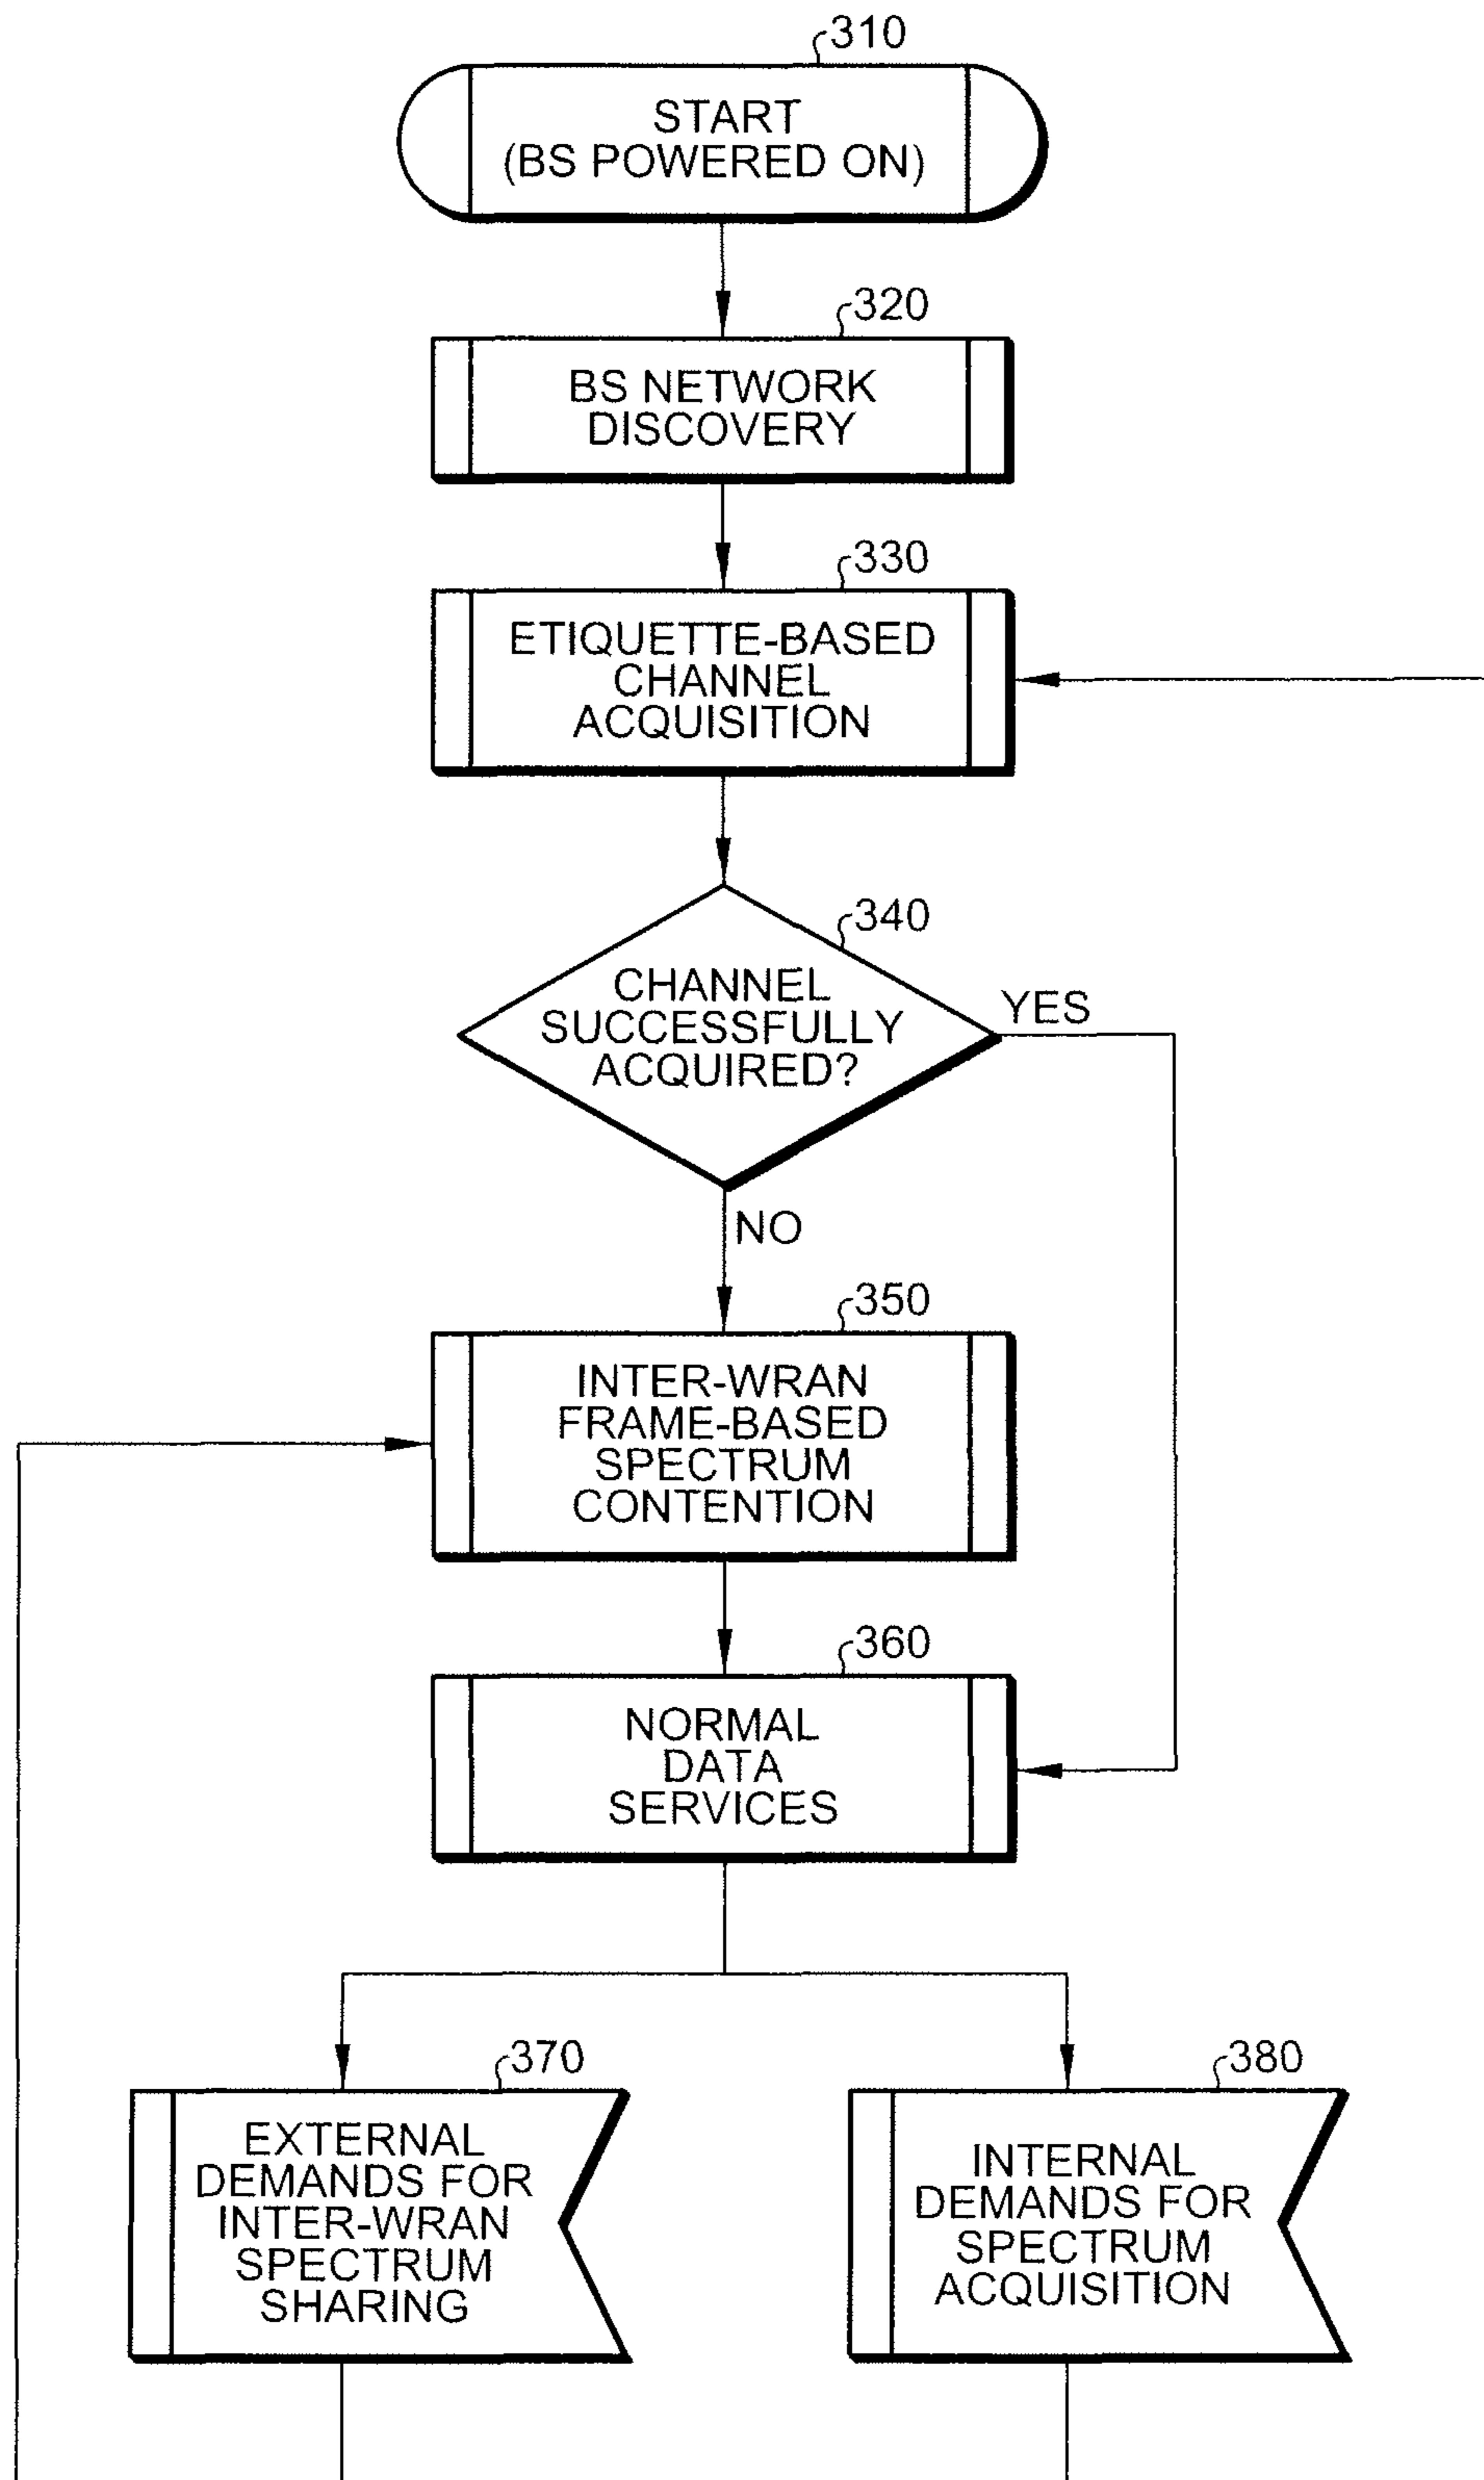 310
START
(BS POWERED ON)
320
BS NETWORK
DISCOVERY
330
ETIQUETTE-BASED
CHANNEL
ACQUISITION
340
CHANNEL
SUCCESSFULLY
ACQUIRED?
YES
NO
350
INTER-WRAN
FRAME-BASED
SPECTRUM
CONTENTION
360
NORMAL
DATA
SERVICES
370
EXTERNAL
DEMANDS FOR
INTER-WRAN
SPECTRUM
SHARING
380
INTERNAL
DEMANDS FOR
SPECTRUM
ACQUISITION